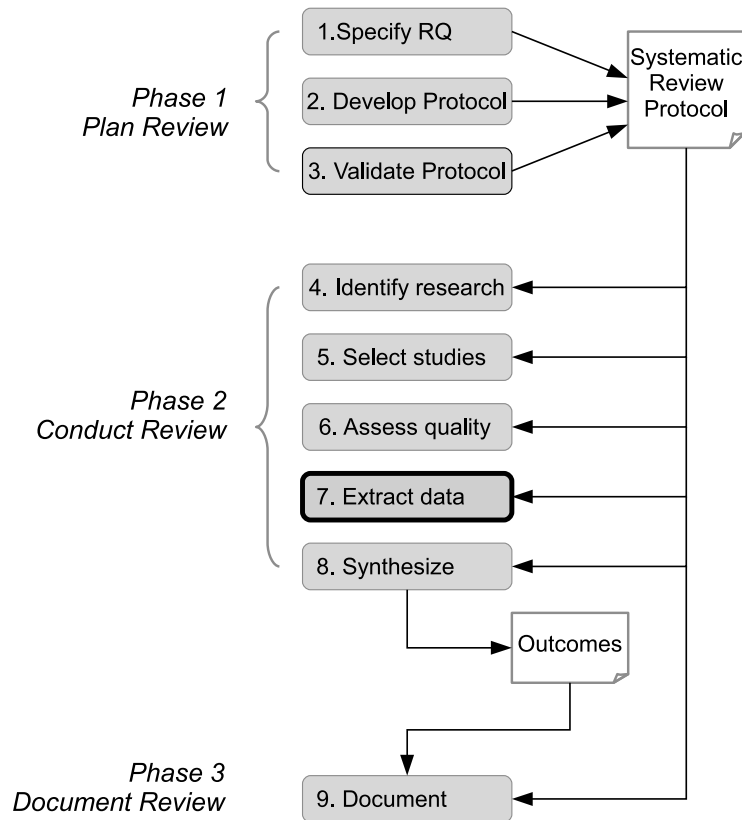 1.Specify RQ
Systematic
Review
Protocol
Phase 1
Plan Review
2. Develop Protocol
3. Validate Protocol
4. Identify research
5. Select studies
Phase 2
Conduct Review
6. Assess quality
7. Extract data
8. Synthesize
Outcomes
Phase 3
Document Review
9. Document